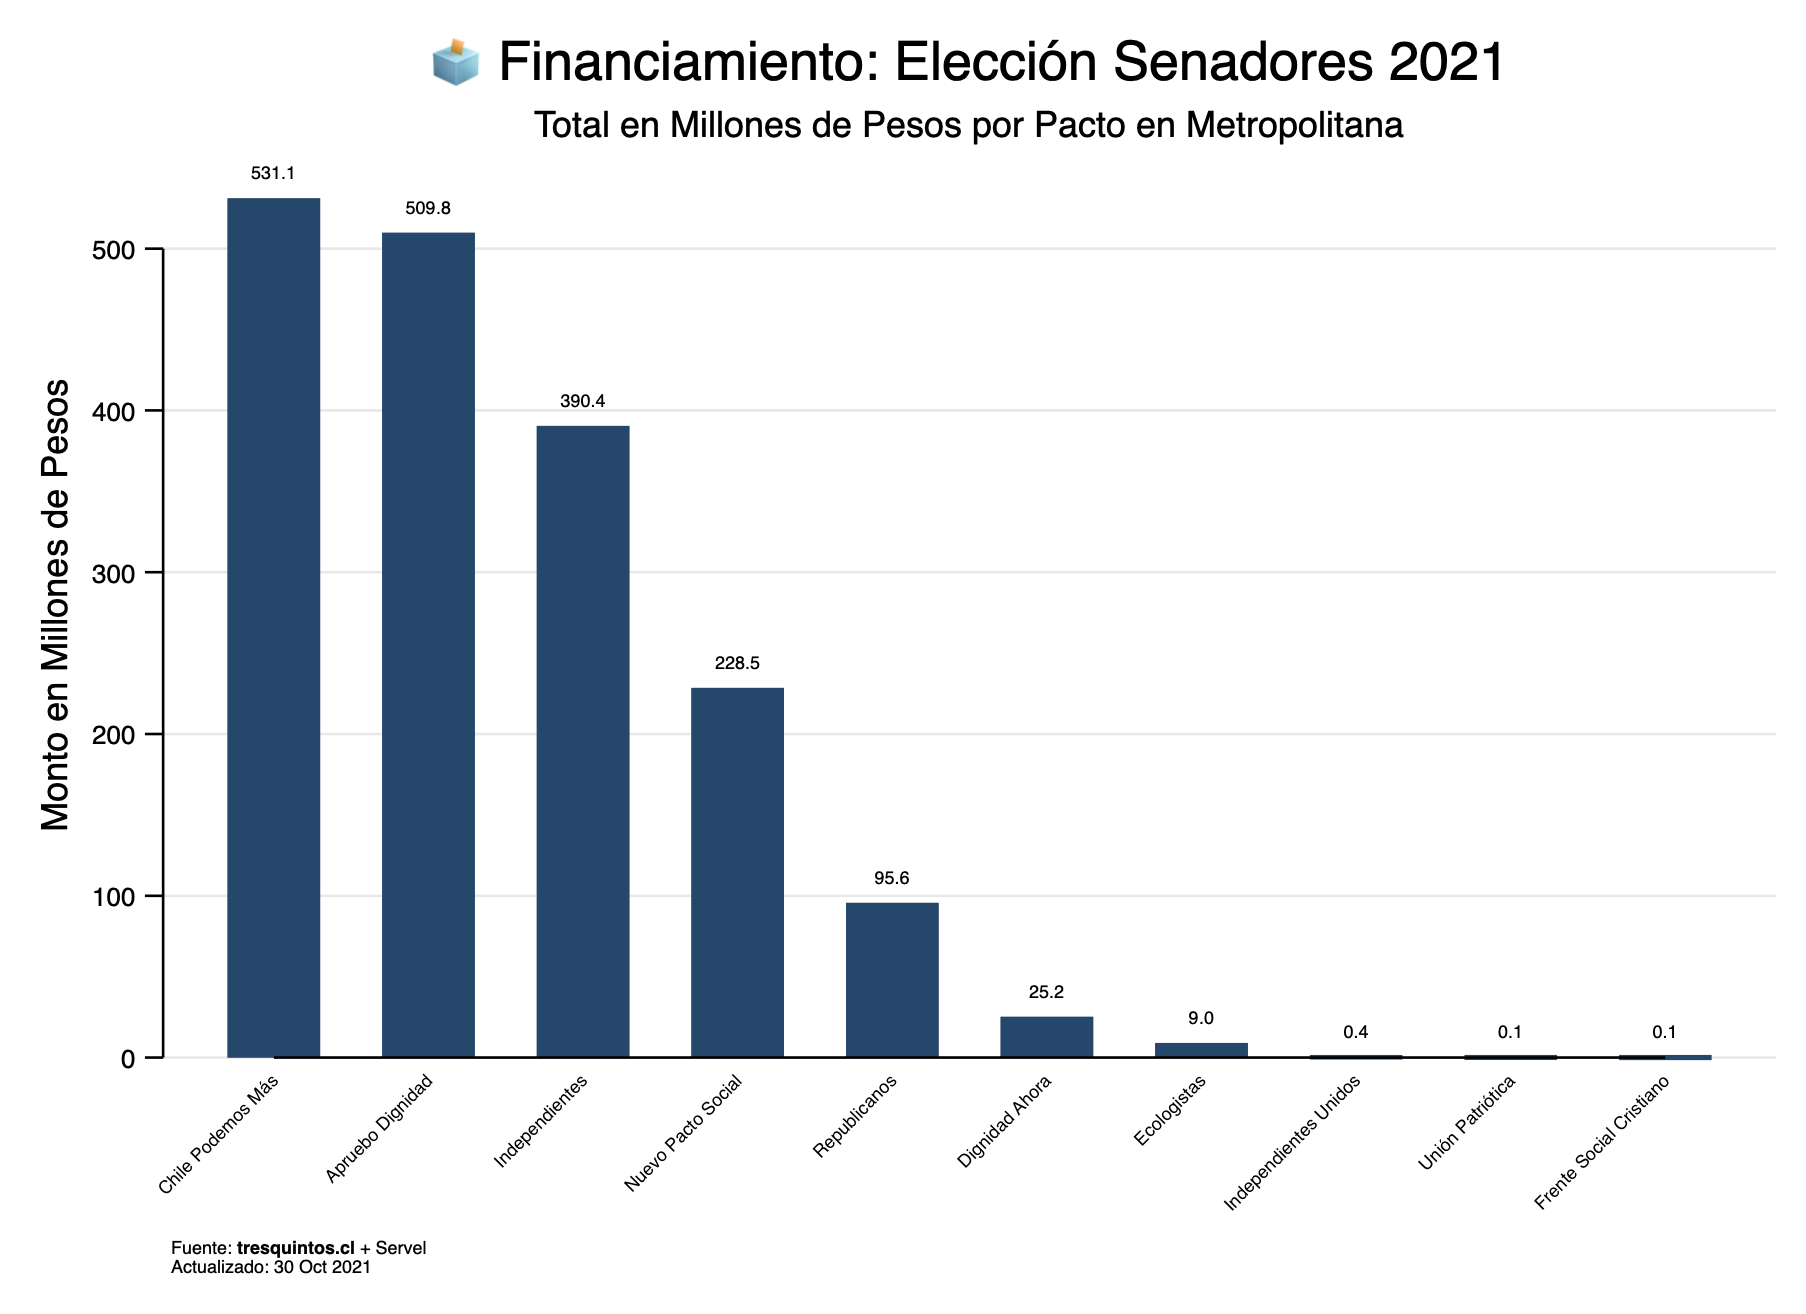 Financiamiento: Elección Senadores 2021
Total en Millones de Pesos por Pacto en Metropolitana
Monto en Millones de Pesos
500
400
300
200
100
0
531.1
509.8
390.4
228.5
95.6
25.2
9.0
0.4
0.1
0.1
Chile Podemos Más
Apruebo Dignidad
Independientes
Nuevo Pacto Social
Republicanos
Dignidad Ahora
Ecologistas
Independientes Unidos
Unión Patriótica
Frente Social Cristiano
Fuente: tresquintos.cl + Servel
Actualizado: 30 Oct 2021